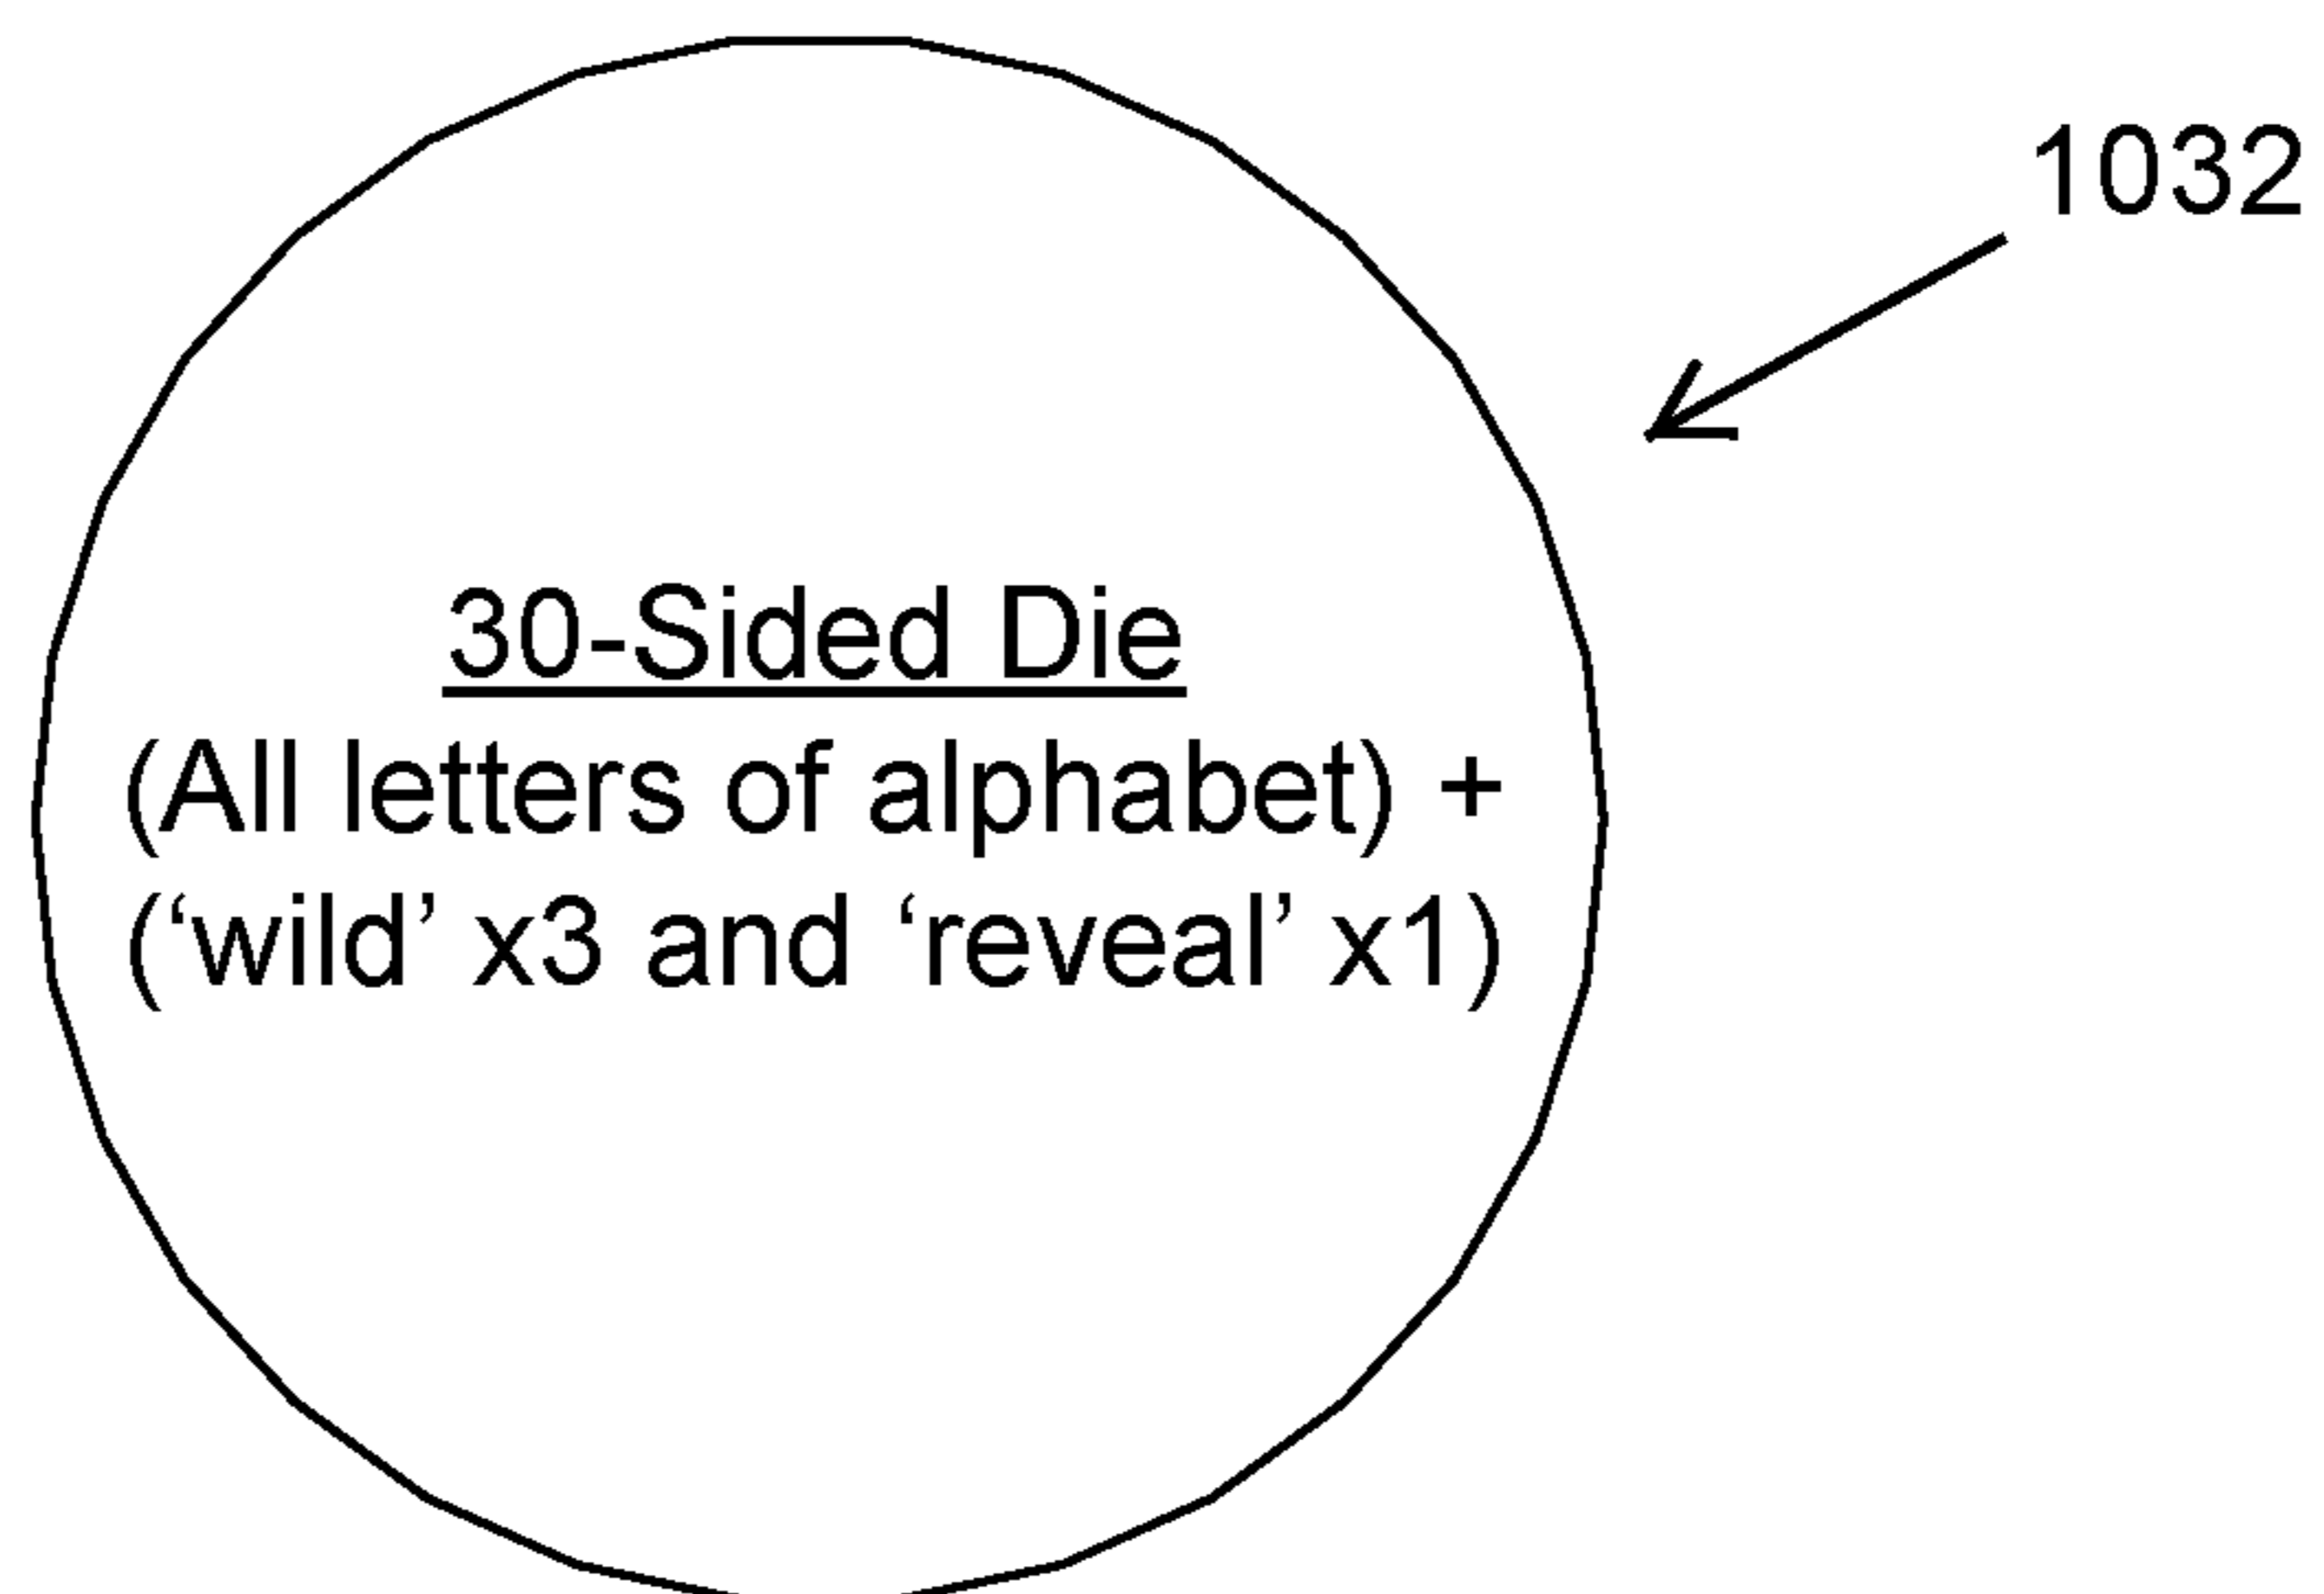 1032
30-Sided Die
(All letters of alphabet) +
(‘wild’ x3 and ‘reveal’ x1)